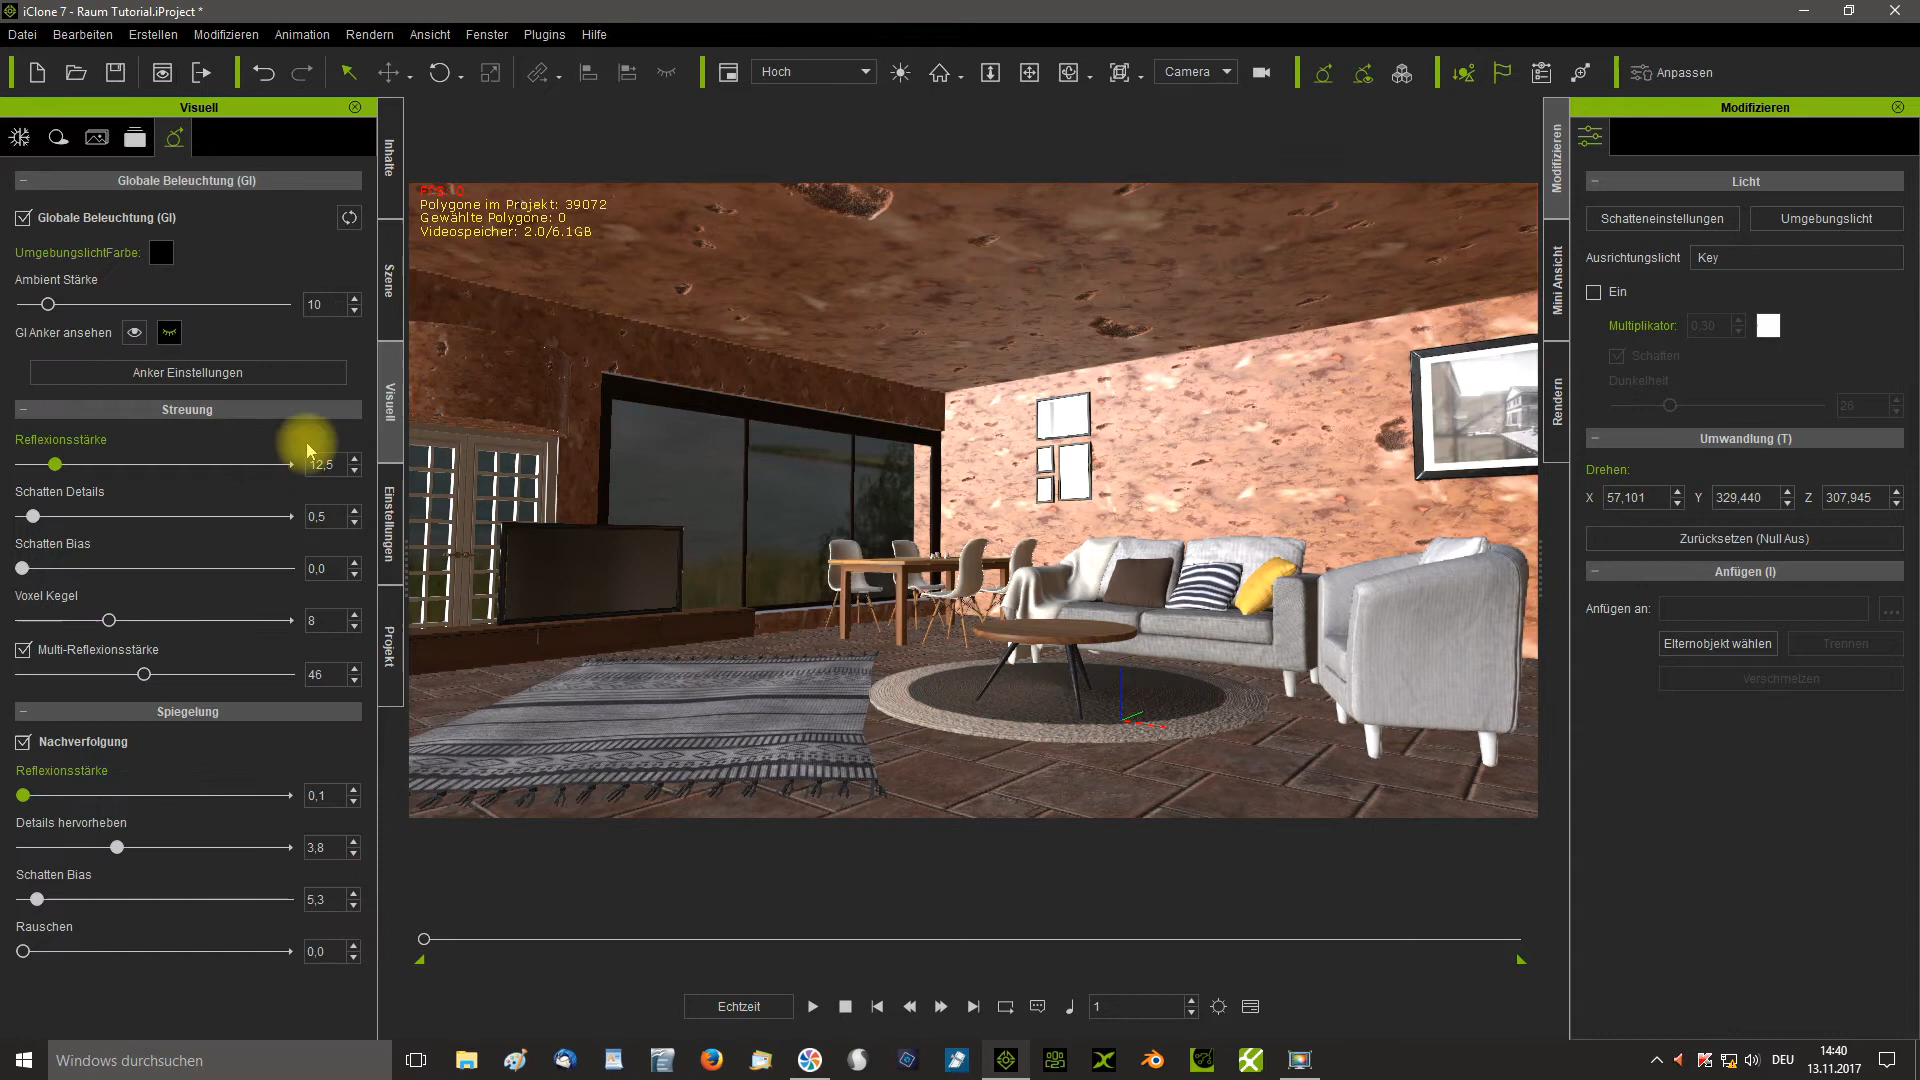 iClone 7 - Raum Tutorial.iProject *
Datei Bearbeiten Erstellen Modifizieren Animation Rendern Ansicht Fenster Plugins Hilfe
Hoch Camera Anpassen
Visuell
Globale Beleuchtung (GI)
Globale Beleuchtung (GI)
UmgebungslichtFarbe:
Ambient Stärke
10
GI Anker ansehen
Anker Einstellungen
Streuung
Reflexionsstärke
12,5
Schatten Details
0,5
Schatten Bias
0,0
Voxel Kegel
8
Multi-Reflexionsstärke
46
Spiegelung
Nachverfolgung
Reflexionsstärke
0,1
Details hervorheben
3,8
Schatten Bias
5,3
Rauschen
0,0
Inhalte
Szene
Visuell
Einstellungen
Projekt
FCS: 0
Polygone im Projekt: 39072
Gewählte Polygone: 0
Videospeicher: 2.0/6.1GB
Echtzeit
1
Modifizieren
Mini Ansicht
Rendern
Modifizieren
Licht
Schatteneinstellungen Umgebungslicht
Ausrichtungslicht Key
Ein
Multiplikator: 0,30
Schatten
Dunkelheit
26
Umwandlung (T)
Drehen:
X 57,101 Y 329,440 Z 307,945
Zurücksetzen (Null Aus)
Anfügen (I)
Anfügen an: ...
Elternobjekt wählen Trennen
Verschmelzen
Windows durchsuchen
DEU
14:40
13.11.2017